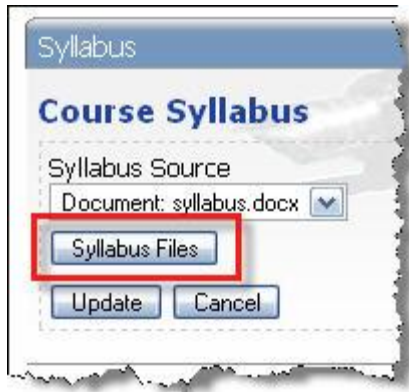 Syllabus
Course Syllabus
Syllabus Source
Document: syllabus.docx
Syllabus Files
Update Cancel